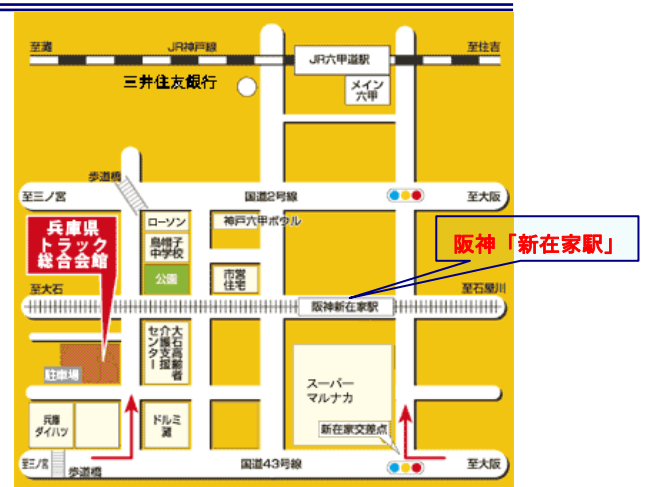 至灘
JR神戸線
JR六甲道駅
至住吉
三井住友銀行
メイン
六甲
歩道橋
至三ノ宮
国道2号線
至大阪
兵庫県
トラック
総合会館
ローソン
神戸六甲ボウル
烏帽子
中学校
公園
市営
住宅
阪神「新在家駅」
至大石
至石屋川
阪神新在家駅
大石高齢者
介護支援
センター
駐車場
スーパー
マルナカ
兵庫
ダイハツ
ドルミ
灘
新在家交差点
至三ノ宮
歩道橋
国道43号線
至大阪